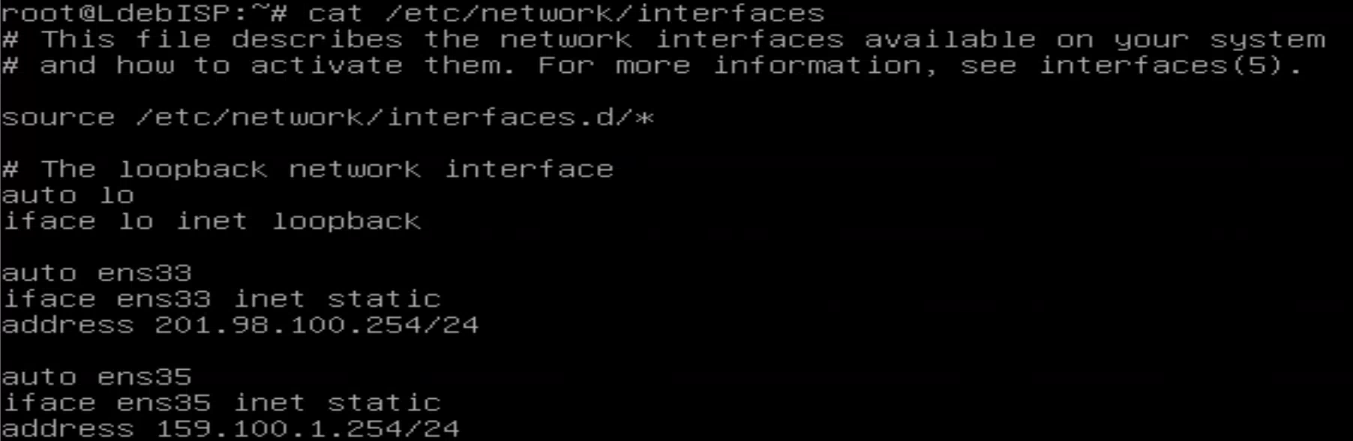 root@LdebISP:~# cat /etc/network/interfaces
# This file describes the network interfaces available on your system
# and how to activate them. For more information, see interfaces(5).
source /etc/network/interfaces.d/*
# The loopback network interface
auto lo
iface lo inet loopback
auto ens33
iface ens33 inet static
address 201.98.100.254/24
auto ens35
iface ens35 inet static
address 159.100.1.254/24